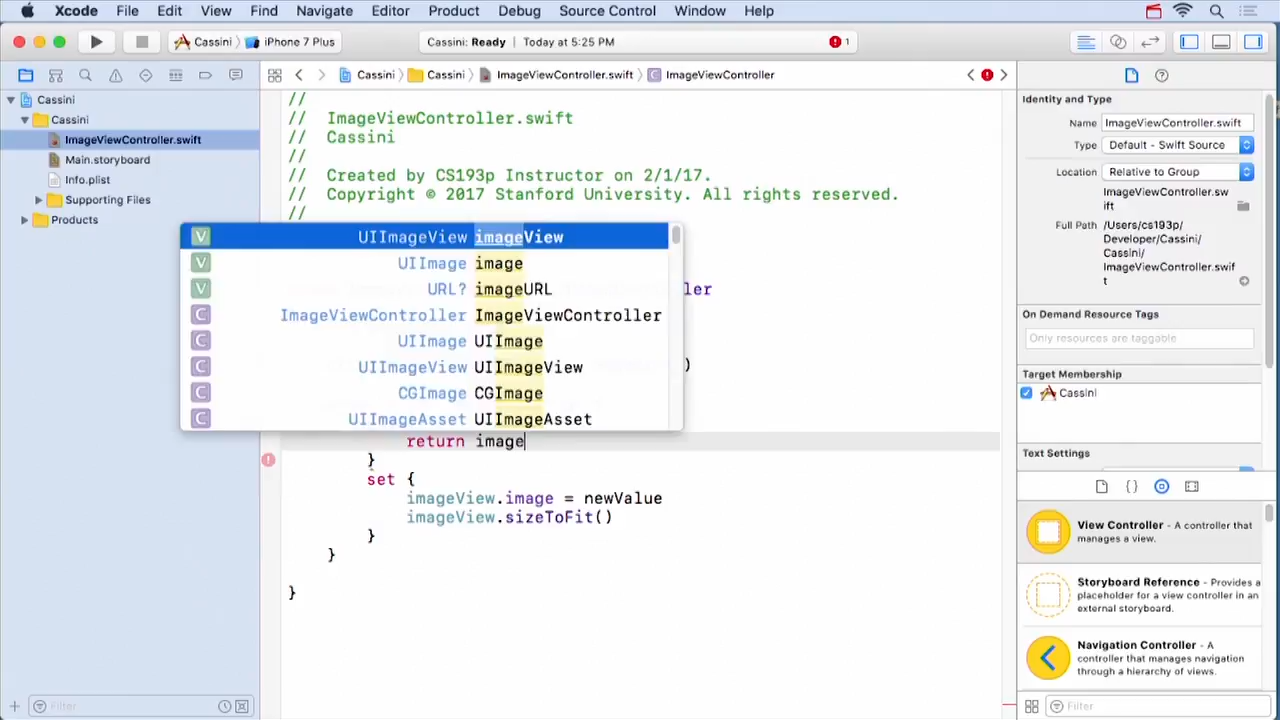 Xcode File Edit View Find Navigate Editor Product Debug Source Control Window Help
Cassini iPhone 7 Plus Cassini: Ready Today at 5:25 PM 1
Cassini Cassini ImageViewController.swift ImageViewController
Cassini
Cassini
ImageViewController.swift
Main.storyboard
Info.plist
Supporting Files
Products
Filter
//
// ImageViewController.swift
// Cassini
//
// Created by CS193p Instructor on 2/1/17.
// Copyright © 2017 Stanford University. All rights reserved.
//
V UIImageView imageView
V UIImage image
V URL? imageURL
ller
C ImageViewController ImageViewController
C UIImage UIImage
C UIImageView UIImageView
)
C CGImage CGImage
C UIImageAsset UIImageAsset
return image
}
set {
imageView.image = newValue
imageView.sizeToFit()
}
}
}
Identity and Type
Name ImageViewController.swift
Type Default - Swift Source
Location Relative to Group
ImageViewController.sw
ift
Full Path /Users/cs193p/
Developer/Cassini/
Cassini/
ImageViewController.swif
t
On Demand Resource Tags
Only resources are taggable
Target Membership
Cassini
Text Settings
{ }
View Controller - A controller that
manages a view.
Storyboard Reference - Provides a
placeholder for a view controller in an
external storyboard.
Navigation Controller - A
controller that manages navigation
through a hierarchy of views.
Filter